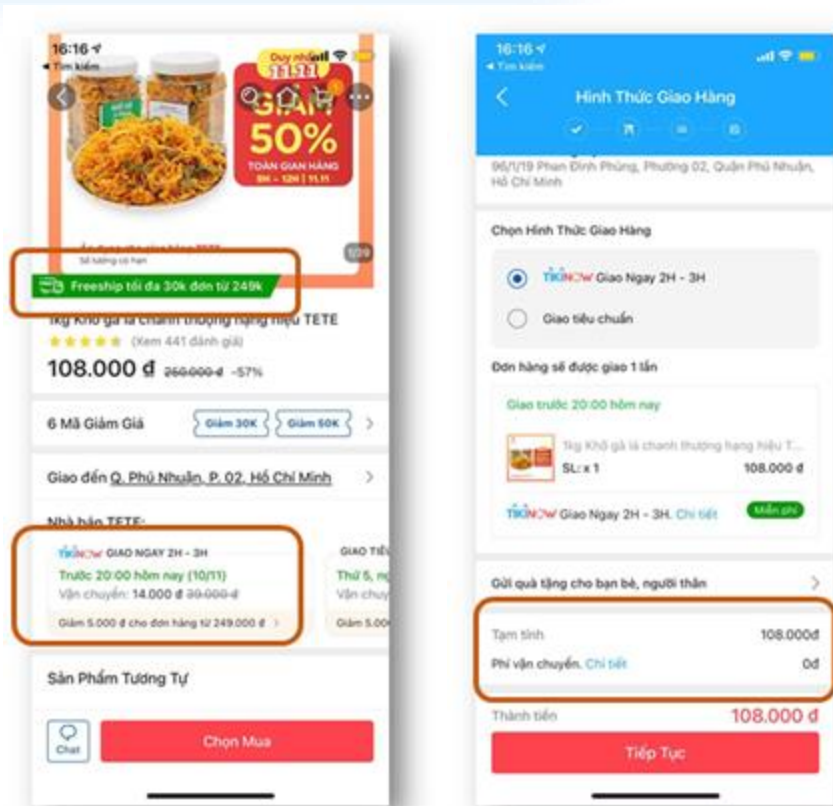 16:16
Tìm kiếm
Duy nhất
11.11
GIẢM
50%
TOÀN GIAN HÀNG
9H - 12H | 11.11
Số lượng có hạn
Freeship tối đa 30k đơn từ 249k
1kg Khô gà lá chanh thượng hạng hiệu TETE
(Xem 441 đánh giá)
108.000 ₫ 250.000 ₫ -57%
6 Mã Giảm Giá
Giảm 30K
Giảm 50K
Giao đến Q. Phú Nhuận, P. 02, Hồ Chí Minh
Nhà bán TETE:
TIKINOW GIAO NGAY 2H - 3H
Trước 20:00 hôm nay (10/11)
Vận chuyển: 14.000 ₫ 39.000 ₫
Giảm 5.000 ₫ cho đơn hàng từ 249.000 ₫
GIAO TIÊ
Thứ 5, ng
Vận chuy
Giảm 5.00
Sản Phẩm Tương Tự
Chat
Chọn Mua
16:16
Tìm kiếm
Hình Thức Giao Hàng
96/1/19 Phan Đình Phùng, Phường 02, Quận Phú Nhuận,
Hồ Chí Minh
Chọn Hình Thức Giao Hàng
TIKINOW Giao Ngay 2H - 3H
Giao tiêu chuẩn
Đơn hàng sẽ được giao 1 lần
Giao trước 20:00 hôm nay
1kg Khô gà lá chanh thượng hạng hiệu T...
SL: x 1
108.000 ₫
TIKINOW Giao Ngay 2H - 3H. Chi tiết
Miễn phí
Gửi quà tặng cho bạn bè, người thân
Tạm tính
108.000đ
Phí vận chuyển. Chi tiết
0đ
Thành tiền
108.000 đ
Tiếp Tục